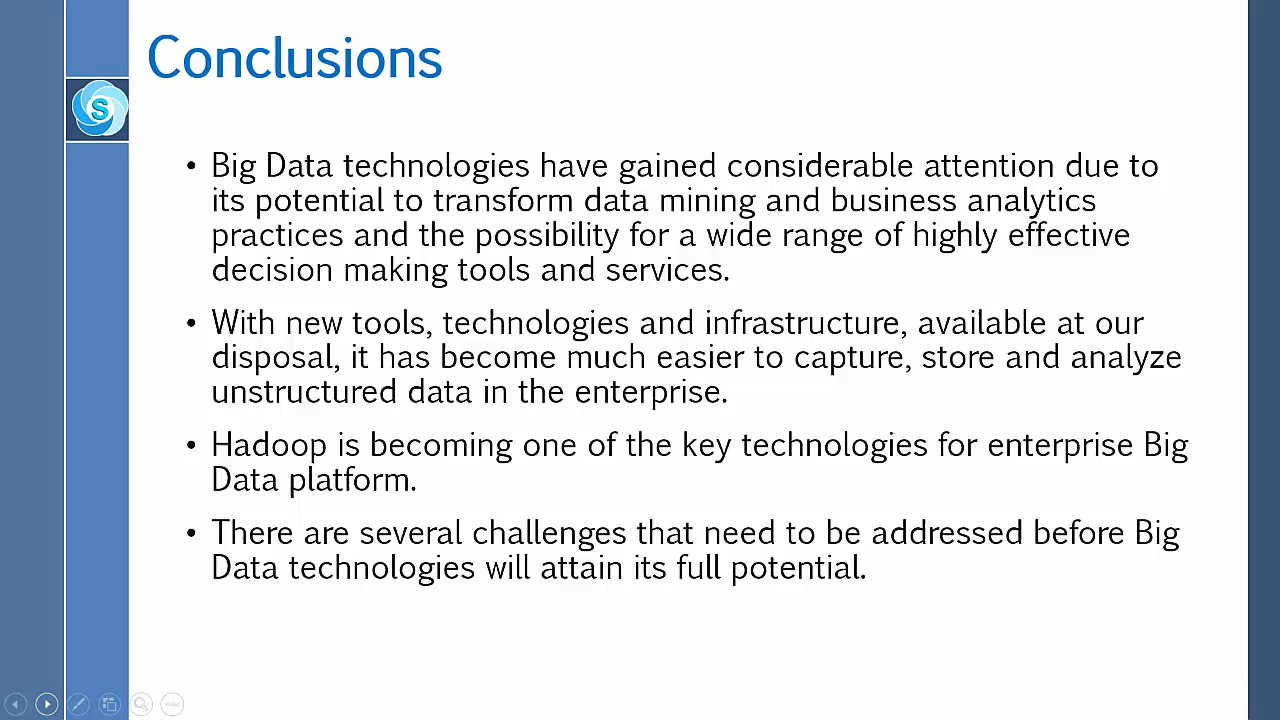 Conclusions
S
• Big Data technologies have gained considerable attention due to
its potential to transform data mining and business analytics
practices and the possibility for a wide range of highly effective
decision making tools and services.
• With new tools, technologies and infrastructure, available at our
disposal, it has become much easier to capture, store and analyze
unstructured data in the enterprise.
• Hadoop is becoming one of the key technologies for enterprise Big
Data platform.
• There are several challenges that need to be addressed before Big
Data technologies will attain its full potential.